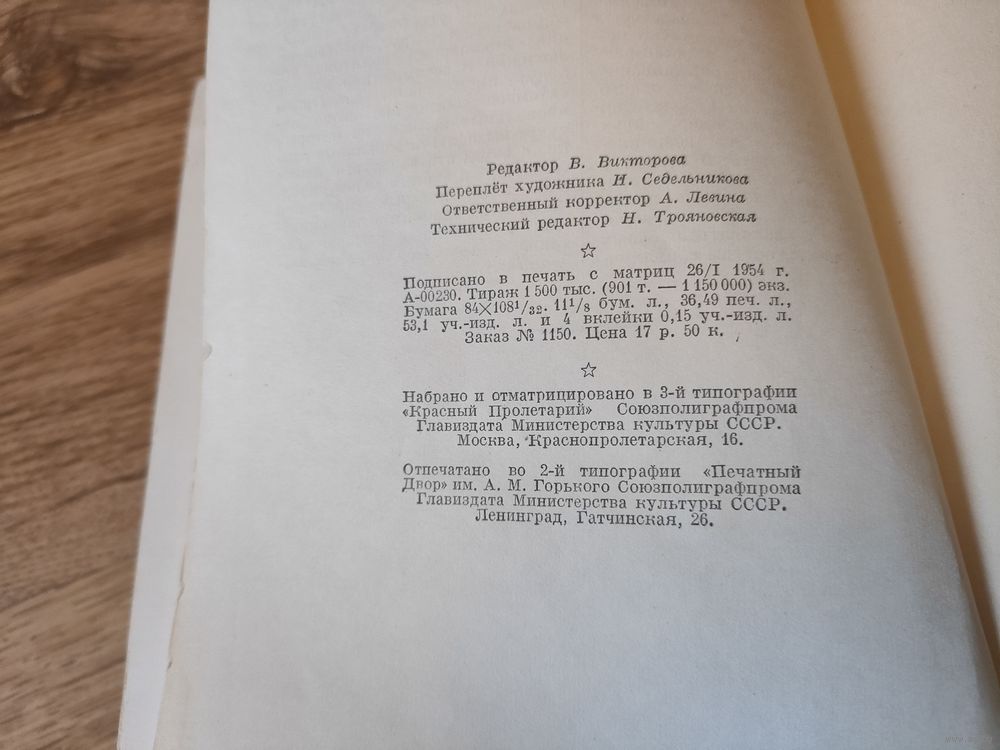 Редактор В. Викторова
Переплёт художника И. Седельникова
Ответственный корректор А. Левина
Технический редактор Н. Трояновская
☆
Подписано в печать с матриц 26/I 1954 г.
А-00230. Тираж 1 500 тыс. (901 т. — 1 150 000) экз.
Бумага 84×108¹/₃₂. 11¹/₈ бум. л., 36,49 печ. л.,
53,1 уч.-изд. л. и 4 вклейки 0,15 уч.-изд. л.
Заказ № 1150. Цена 17 р. 50 к.
☆
Набрано и отматрицировано в 3-й типографии
«Красный Пролетарий» Союзполиграфпрома
Главиздата Министерства культуры СССР.
Москва, Краснопролетарская, 16.
Отпечатано во 2-й типографии «Печатный
Двор» им. А. М. Горького Союзполиграфпрома
Главиздата Министерства культуры СССР.
Ленинград, Гатчинская, 26.